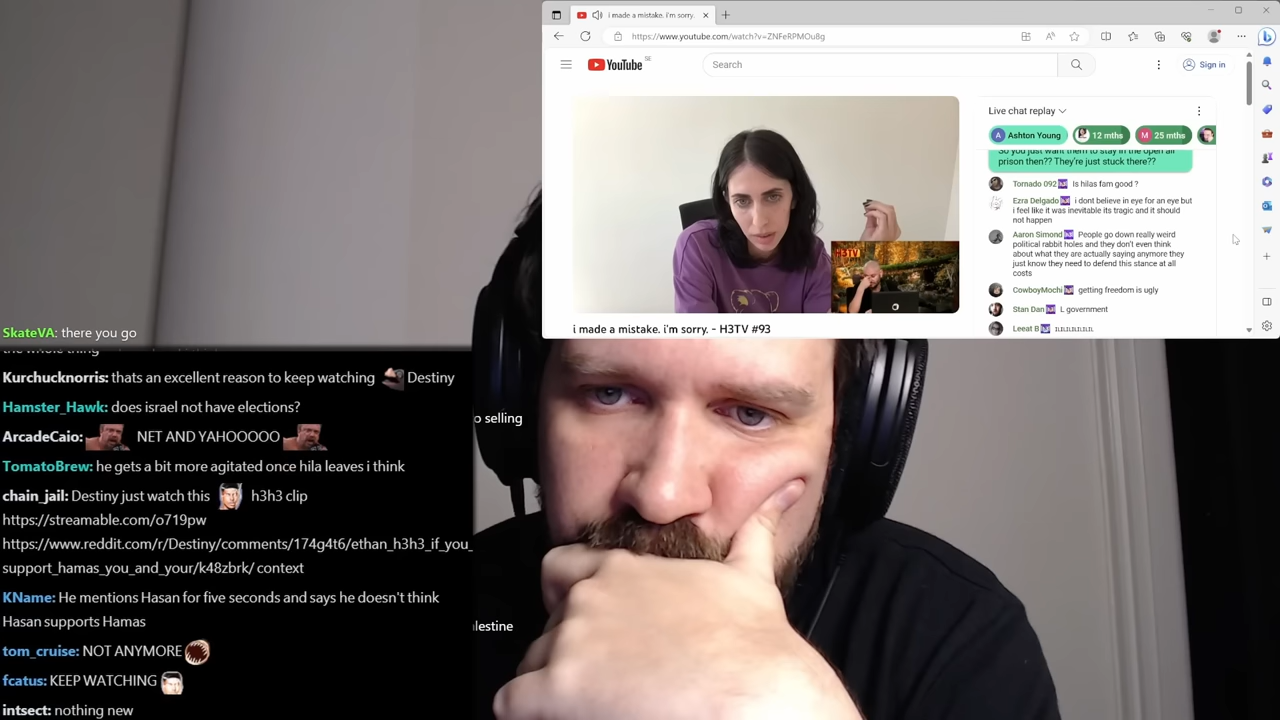 i made a mistake. i'm sorry.
https://www.youtube.com/watch?v=ZNFeRPMOu8g
YouTube SE
Search
Sign in
Live chat replay
A Ashton Young
12 mths
M 25 mths
So you just want them to stay in the open air
prison then?? They're just stuck there??
Tornado 092 Is hilas fam good ?
Ezra Delgado i dont believe in eye for an eye but
i feel like it was inevitable its tragic and it should
not happen
Aaron Simond People go down really weird
political rabbit holes and they don't even think
about what they are actually saying anymore they
just know they need to defend this stance at all
costs
CowboyMochi getting freedom is ugly
Stan Dan L government
Leeat B
H3TV
i made a mistake. i'm sorry. - H3TV #93
SkateVA: there you go
the whole thing
Kurchucknorris: thats an excellent reason to keep watching Destiny
Hamster_Hawk: does israel not have elections?
ArcadeCaio: NET AND YAHOOOOO
TomatoBrew: he gets a bit more agitated once hila leaves i think
chain_jail: Destiny just watch this h3h3 clip
https://streamable.com/o719pw
https://www.reddit.com/r/Destiny/comments/174g4t6/ethan_h3h3_if_you_
support_hamas_you_and_your/k48zbrk/ context
KName: He mentions Hasan for five seconds and says he doesn't think
Hasan supports Hamas
tom_cruise: NOT ANYMORE
fcatus: KEEP WATCHING
intsect: nothing new
o selling
lestine